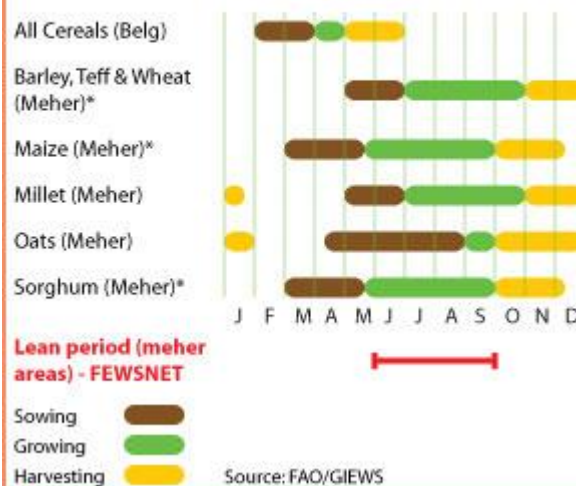 All Cereals (Belg)
Barley, Teff & Wheat
(Meher)*
Maize (Meher)*
Millet (Meher)
Oats (Meher)
Sorghum (Meher)*
J F M A M J J A S O N D
Lean period (meher
areas) - FEWSNET
Sowing
Growing
Harvesting
Source: FAO/GIEWS